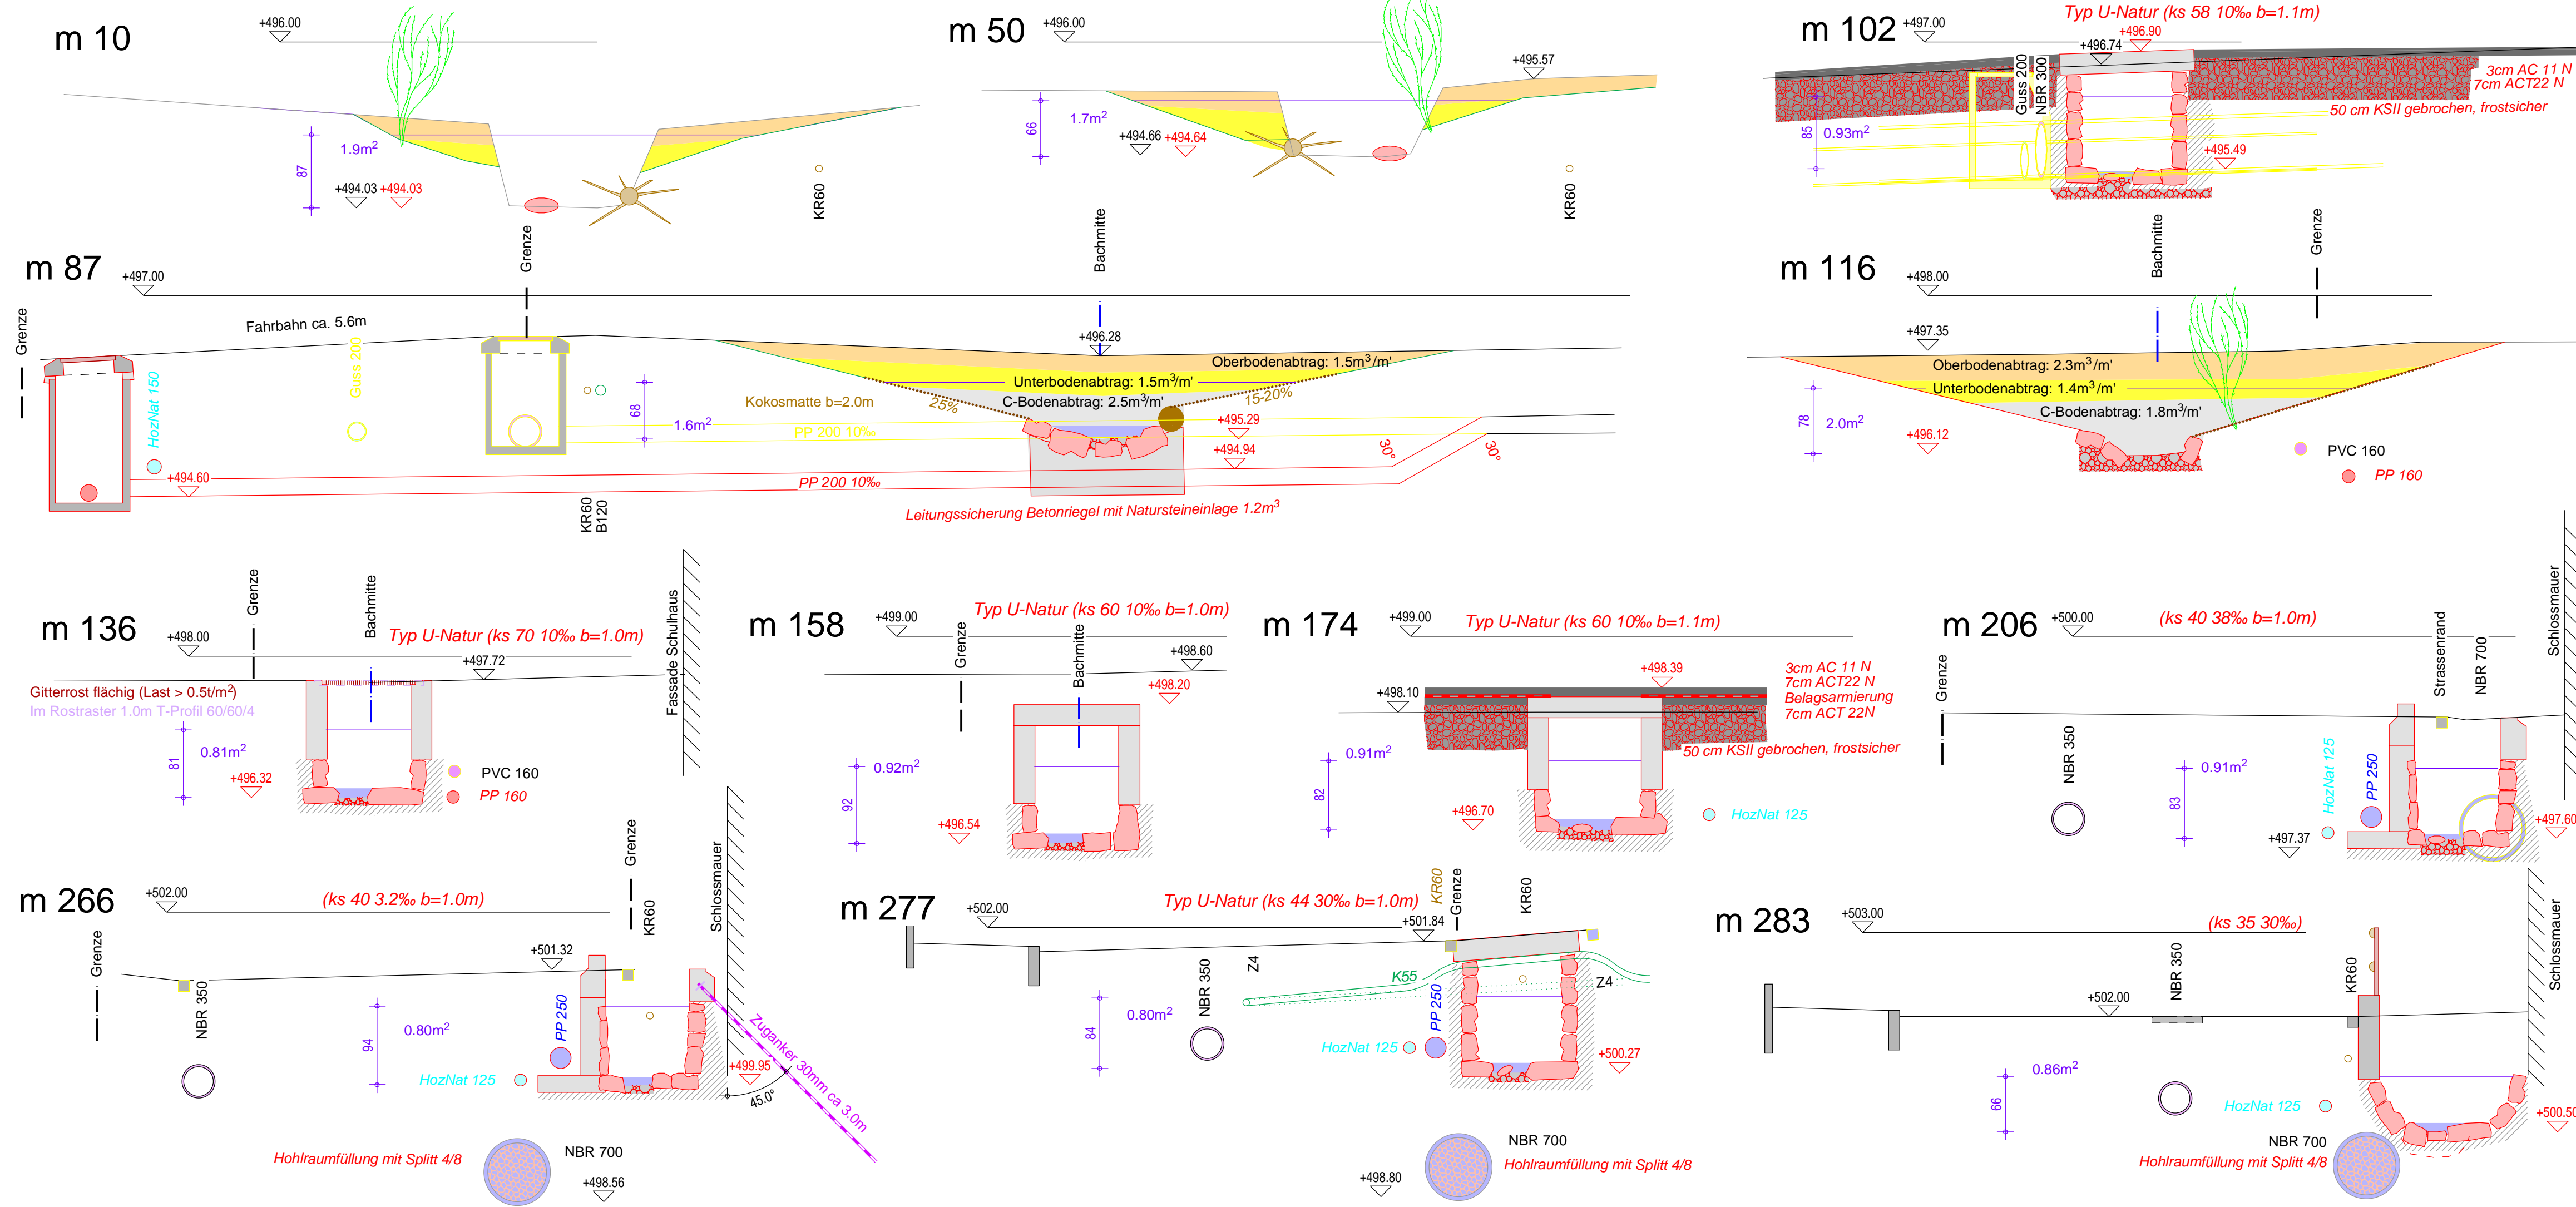 m 10
+496.00
87
1.9m²
+494.03
+494.03
KR60
m 50
+496.00
+495.57
66
1.7m²
+494.66
+494.64
KR60
m 102
+497.00
Typ U-Natur (ks 58 10‰ b=1.1m)
+496.90
+496.74
Guss 200
NBR 300
3cm AC 11 N
7cm ACT22 N
50 cm KSII gebrochen, frostsicher
85
0.93m²
+495.49
m 87
+497.00
Grenze
Grenze
Bachmitte
Fahrbahn ca. 5.6m
+496.28
HozNat 150
Guss 200
Oberbodenabtrag: 1.5m³/m'
Unterbodenabtrag: 1.5m³/m'
C-Bodenabtrag: 2.5m³/m'
Kokosmatte b=2.0m
25%
15-20%
68
1.6m²
PP 200 10‰
+495.29
+494.94
30°
30°
+494.60
PP 200 10‰
KR60
B120
Leitungssicherung Betonriegel mit Natursteineinlage 1.2m³
m 116
+498.00
Bachmitte
Grenze
+497.35
Oberbodenabtrag: 2.3m³/m'
Unterbodenabtrag: 1.4m³/m'
C-Bodenabtrag: 1.8m³/m'
78
2.0m²
+496.12
PVC 160
PP 160
m 136
+498.00
Grenze
Bachmitte
Typ U-Natur (ks 70 10‰ b=1.0m)
+497.72
Fassade Schulhaus
Gitterrost flächig (Last > 0.5t/m²)
Im Rostraster 1.0m T-Profil 60/60/4
81
0.81m²
+496.32
PVC 160
PP 160
m 158
+499.00
Typ U-Natur (ks 60 10‰ b=1.0m)
Grenze
Bachmitte
+498.60
+498.20
92
0.92m²
+496.54
m 174
+499.00
Typ U-Natur (ks 60 10‰ b=1.1m)
+498.39
+498.10
3cm AC 11 N
7cm ACT22 N
Belagsarmierung
7cm ACT 22N
50 cm KSII gebrochen, frostsicher
82
0.91m²
+496.70
HozNat 125
m 206
+500.00
(ks 40 38‰ b=1.0m)
Grenze
Strassenrand
NBR 700
Schlossmauer
NBR 350
83
0.91m²
HozNat 125
PP 250
+497.37
+497.60
m 266
+502.00
(ks 40 3.2‰ b=1.0m)
Grenze
Grenze
KR60
Schlossmauer
+501.32
NBR 350
94
0.80m²
PP 250
HozNat 125
+499.95
45.0°
Zuganker 30mm ca 3.0m
Hohlraumfüllung mit Splitt 4/8
NBR 700
+498.56
m 277
+502.00
Typ U-Natur (ks 44 30‰ b=1.0m)
+501.84
KR60
Grenze
KR60
NBR 350
Z4
K55
Z4
84
0.80m²
PP 250
HozNat 125
+500.27
NBR 700
Hohlraumfüllung mit Splitt 4/8
+498.80
m 283
+503.00
(ks 35 30‰)
Schlossmauer
+502.00
NBR 350
KR60
66
0.86m²
HozNat 125
+500.50
NBR 700
Hohlraumfüllung mit Splitt 4/8